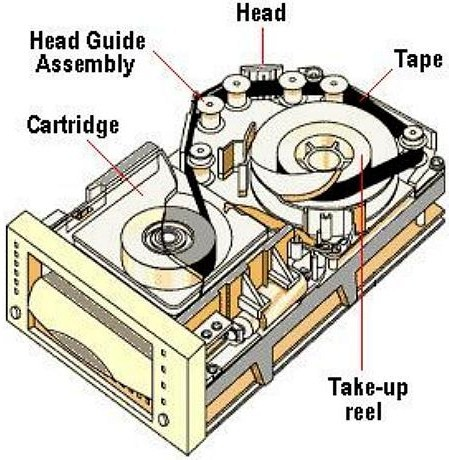 Head
Head Guide
Assembly
Tape
Cartridge
Take-up
reel